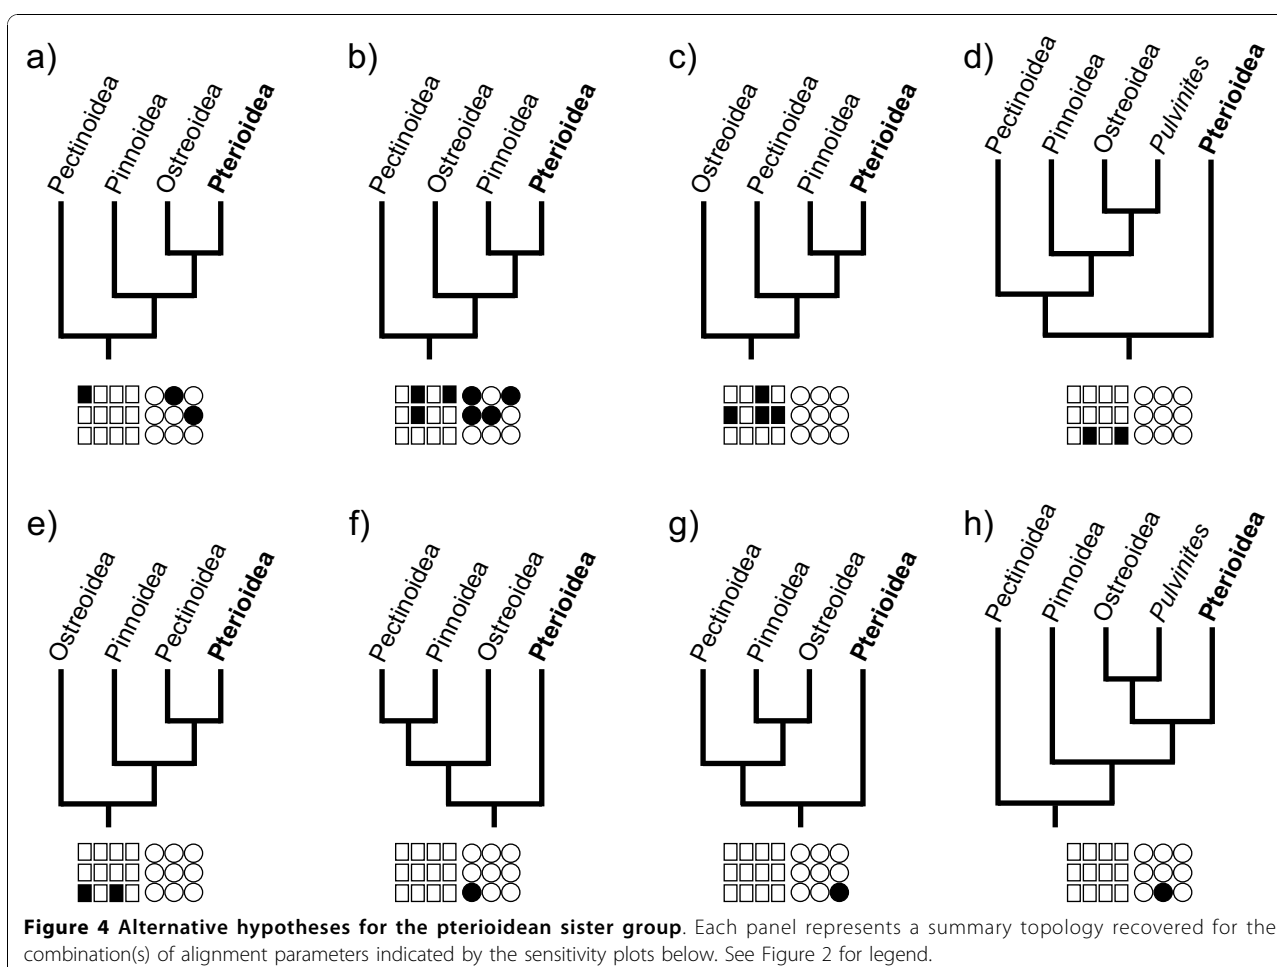 a)
Pectinoidea
Pinnoidea
Ostreoidea
Pterioidea
b)
Pectinoidea
Ostreoidea
Pinnoidea
Pterioidea
c)
Ostreoidea
Pectinoidea
Pinnoidea
Pterioidea
d)
Pectinoidea
Pinnoidea
Ostreoidea
Pulvinites
Pterioidea
e)
Ostreoidea
Pinnoidea
Pectinoidea
Pterioidea
f)
Pectinoidea
Pinnoidea
Ostreoidea
Pterioidea
g)
Pectinoidea
Pinnoidea
Ostreoidea
Pterioidea
h)
Pectinoidea
Pinnoidea
Ostreoidea
Pulvinites
Pterioidea
Figure 4 Alternative hypotheses for the pterioidean sister group. Each panel represents a summary topology recovered for the
combination(s) of alignment parameters indicated by the sensitivity plots below. See Figure 2 for legend.